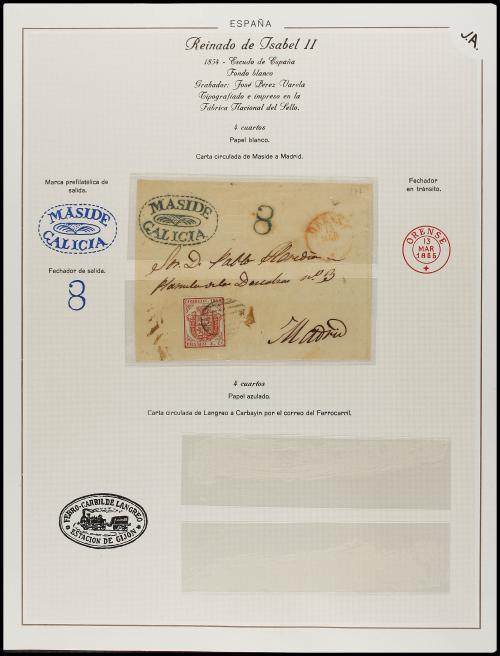 ESPAÑA
J.A.
Reinado de Isabel II
1854 - Escudo de España
Fondo blanco
Grabador: José Pérez Varela
Tipografiado e impreso en la
Fábrica Nacional del Sello.
4 cuartos
Papel blanco.
Carta circulada de Maside a Madrid.
Marca prefilatélica de
salida.
MASIDE
GALICIA
Fechador de salida.
8
MASIDE
GALICIA
8
Sr. D. Pablo
Madrid
Fechador
en tránsito.
ORENSE
13
MAR
1855
4 cuartos
Papel azulado.
Carta circulada de Langreo a Carbayin por el correo del Ferrocarril.
FERRO-CARBIL DE LANGREO
ESTACION DE GIJON